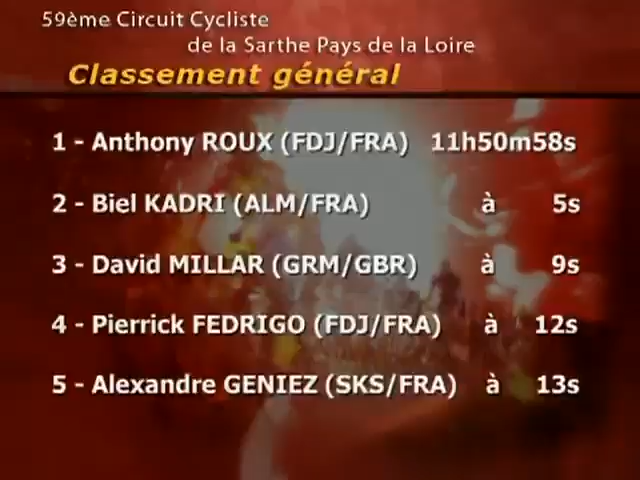 59ème Circuit Cycliste
de la Sarthe Pays de la Loire
Classement général
1 - Anthony ROUX (FDJ/FRA) 11h50m58s
2 - Biel KADRI (ALM/FRA) à 5s
3 - David MILLAR (GRM/GBR) à 9s
4 - Pierrick FEDRIGO (FDJ/FRA) à 12s
5 - Alexandre GENIEZ (SKS/FRA) à 13s